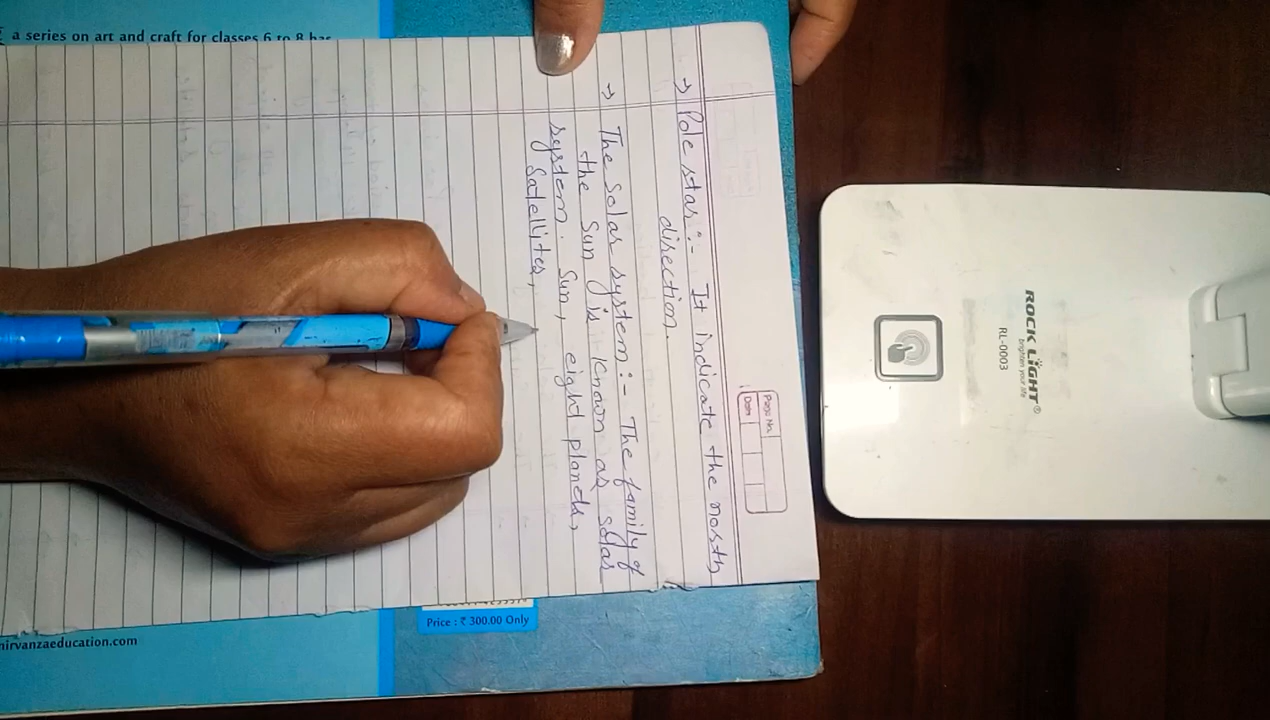 a series on art and craft for classes 6 to 8 has
Page No.
Date
→ Pole star:- It indicate the north
direction.
→ The Solar system:- The family of
the Sun is known as solar
system. Sun, eight planets,
Satellites,
Price : ₹ 300.00 Only
nirvanzaeducation.com
ROCK LIGHT®
brighten your life
RL-0003